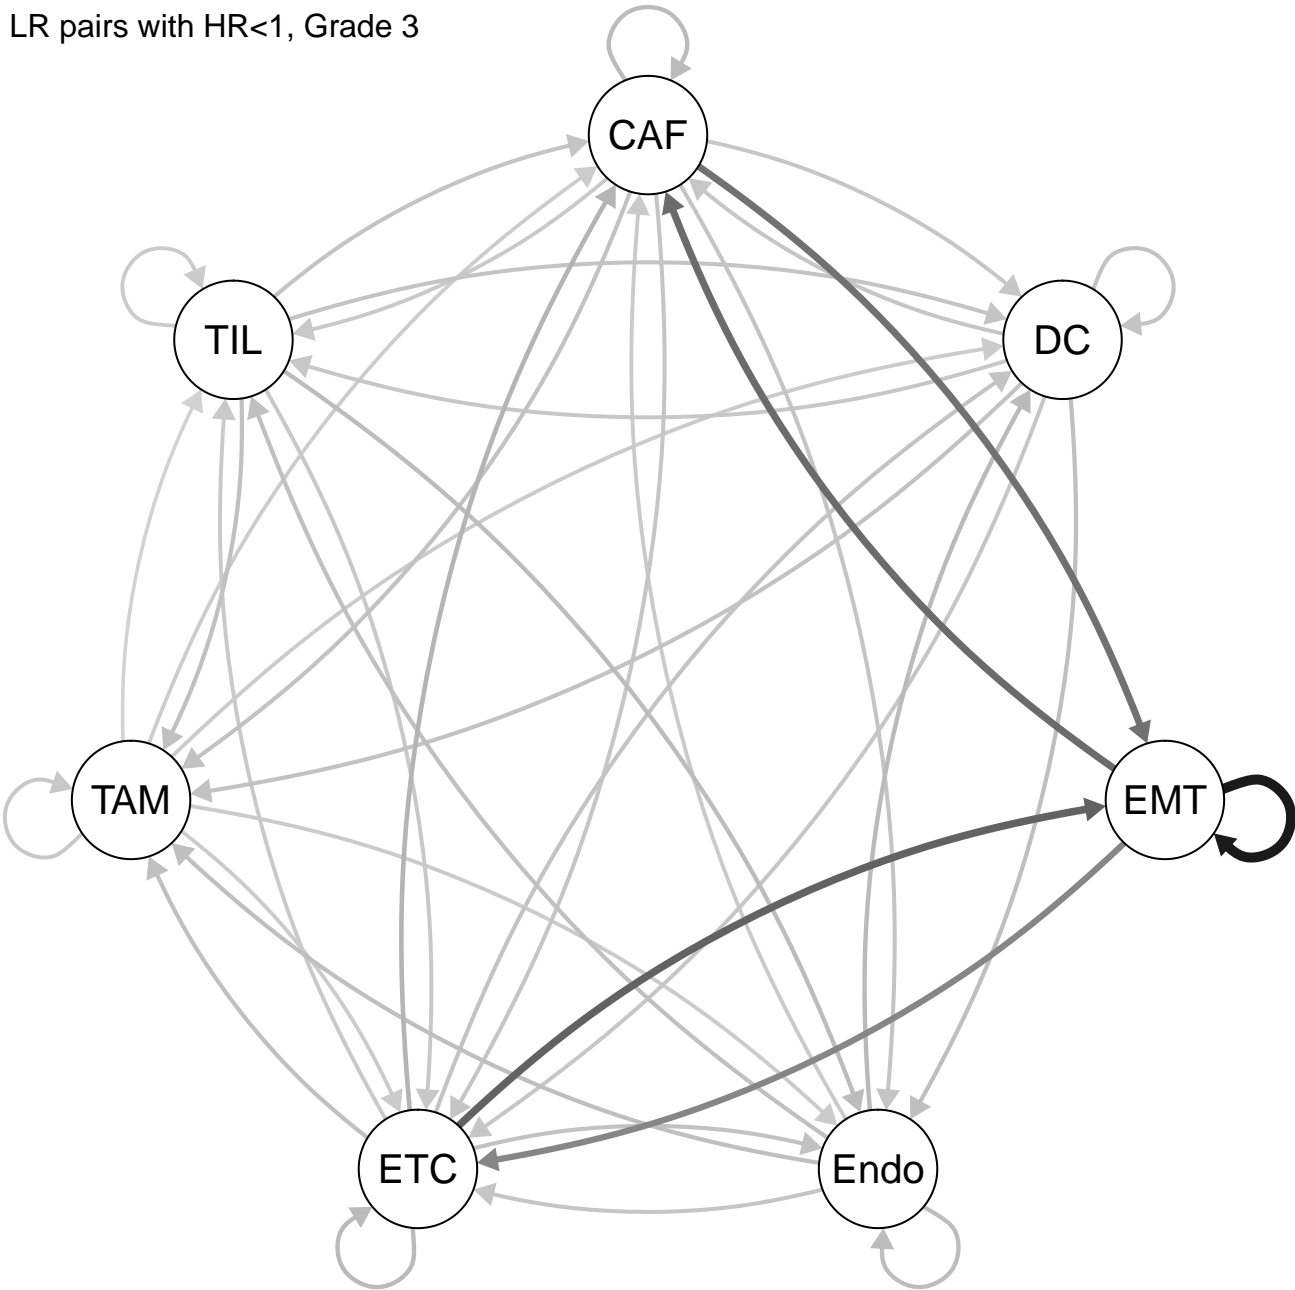 LR pairs with HR<1, Grade 3
CAF
TIL
DC
TAM
EMT
ETC
Endo